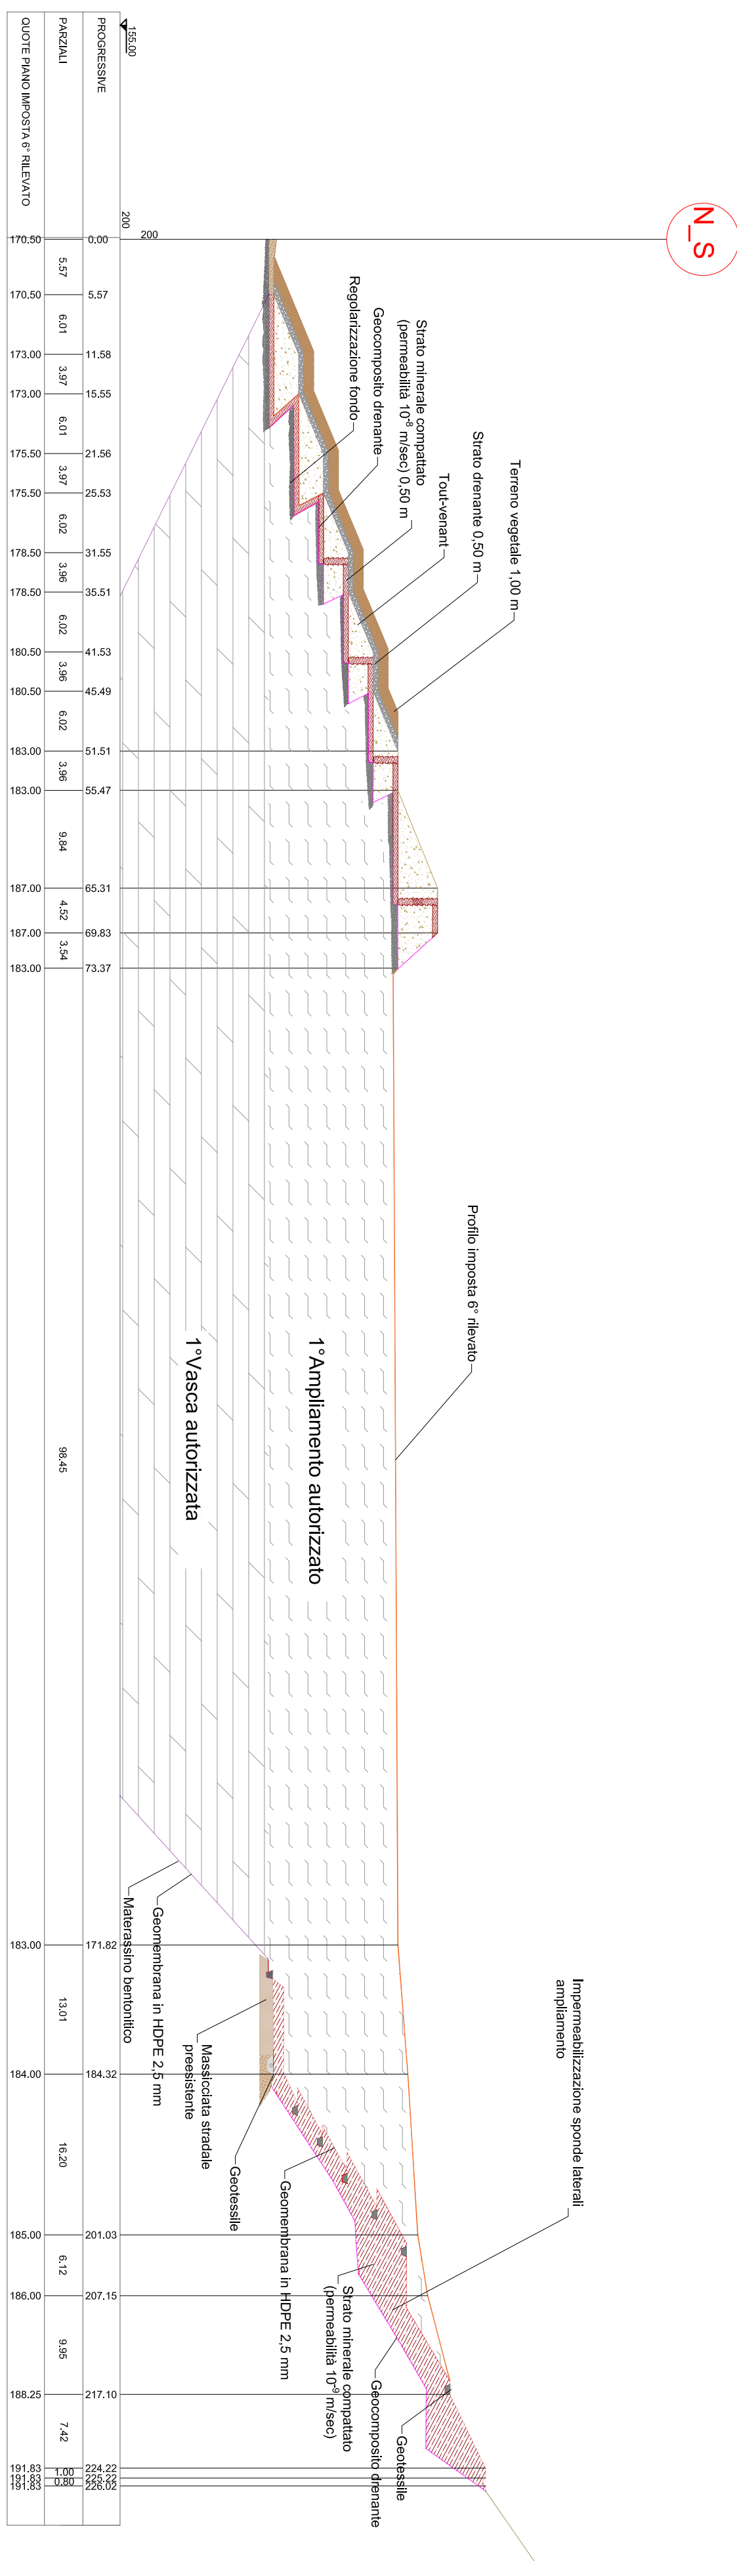 N_S
155.00
200
200
Terreno vegetale 1,00 m
Strato drenante 0,50 m
Tout-venant
Strato minerale compattato
(permeabilità 10⁻⁸ m/sec) 0,50 m
Geocomposito drenante
Regolarizzazione fondo
Profilo imposta 6° rilevato
1°Ampliamento autorizzato
1°Vasca autorizzata
Impermeabilizzazione sponde laterali
ampliamento
Materassino bentonitico
Geomembrana in HDPE 2,5 mm
Massicciata stradale
preesistente
Geotessile
Geomembrana in HDPE 2,5 mm
Strato minerale compattato
(permeabilità 10⁻⁹ m/sec)
Geocomposito drenante
Geotessile
PROGRESSIVE 0.00 5.57 11.58 15.55 21.56 25.53 31.55 35.51 41.53 45.49 51.51 55.47 65.31 69.83 73.37 171.82 184.32 201.03 207.15 217.10 224.22 225.22 226.02
PARZIALI 5.57 6.01 3.97 6.01 3.97 6.02 3.96 6.02 3.96 6.02 3.96 9.84 4.52 3.54 98.45 13.01 16.20 6.12 9.95 7.42 1.00 0.80
QUOTE PIANO IMPOSTA 6° RILEVATO 170.50 170.50 173.00 173.00 175.50 175.50 178.50 178.50 180.50 180.50 183.00 183.00 187.00 187.00 183.00 183.00 184.00 185.00 186.00 188.25 191.83 191.83 191.83